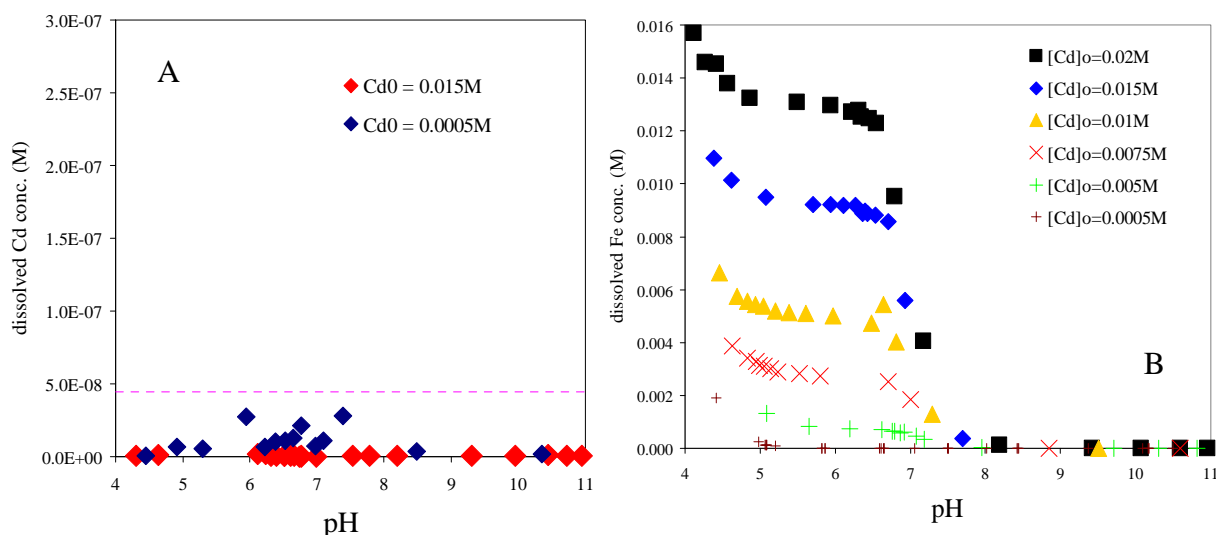 3.0E-07
2.5E-07
2.0E-07
1.5E-07
1.0E-07
5.0E-08
0.0E+00
dissolved Cd conc. (M)
A
Cd0 = 0.015M
Cd0 = 0.0005M
4 5 6 7 8 9 10 11
pH
0.016
0.014
0.012
0.010
0.008
0.006
0.004
0.002
0.000
dissolved Fe conc. (M)
[Cd]o=0.02M
[Cd]o=0.015M
[Cd]o=0.01M
[Cd]o=0.0075M
[Cd]o=0.005M
[Cd]o=0.0005M
B
4 5 6 7 8 9 10 11
pH